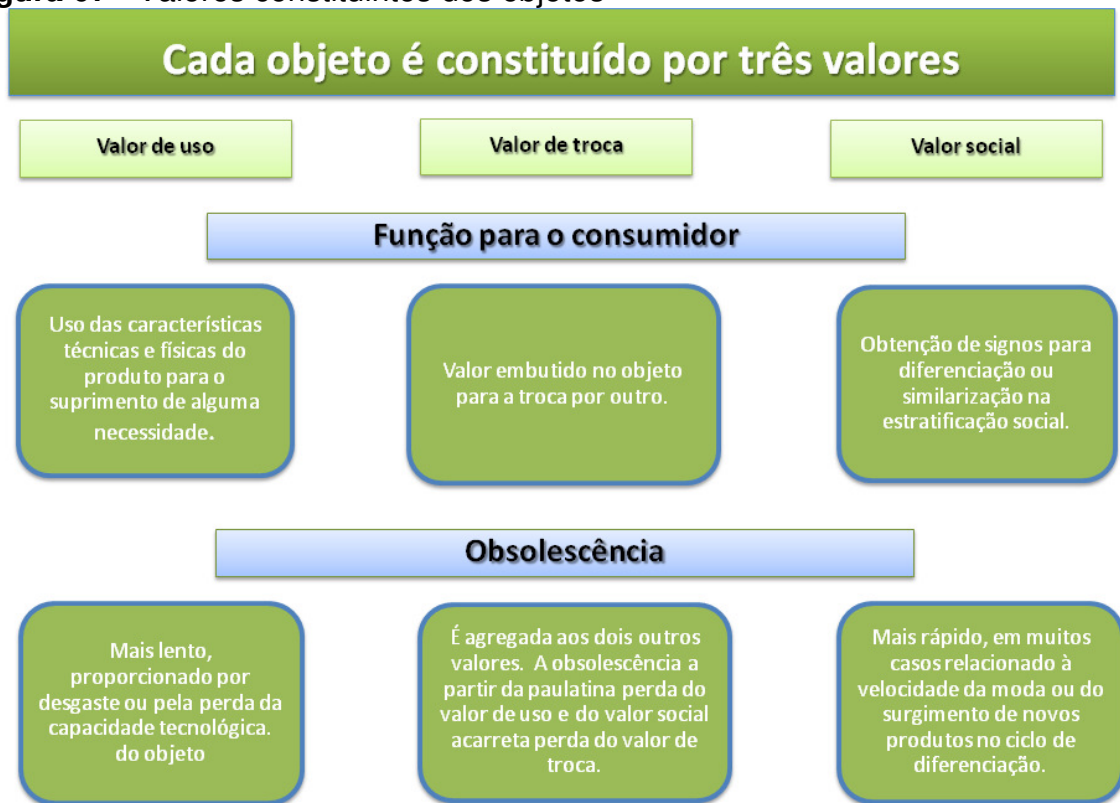 Valores constituintes dos objetos
Cada objeto é constituído por três valores
Valor de uso
Valor de troca
Valor social
Função para o consumidor
Uso das características
técnicas e físicas do
produto para o
suprimento de alguma
necessidade.
Valor embutido no objeto
para a troca por outro.
Obtenção de signos para
diferenciação ou
similarização na
estratificação social.
Obsolescência
Mais lento,
proporcionado por
desgaste ou pela perda da
capacidade tecnológica.
do objeto
É agregada aos dois outros
valores. A obsolescência a
partir da paulatina perda do
valor de uso e do valor social
acarreta perda do valor de
troca.
Mais rápido, em muitos
casos relacionado à
velocidade da moda ou do
surgimento de novos
produtos no ciclo de
diferenciação.